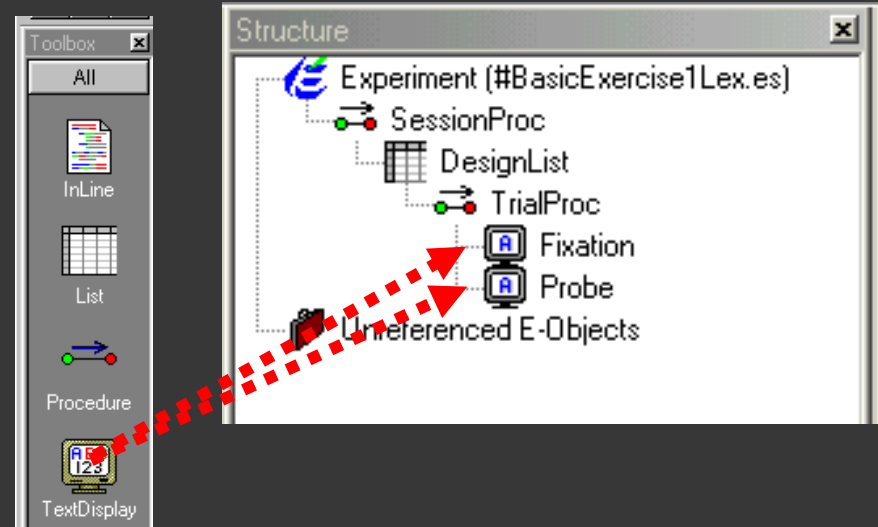 Toolbox
All
InLine
List
Procedure
TextDisplay
Structure
Experiment (#BasicExercise1Lex.es)
SessionProc
DesignList
TrialProc
A Fixation
A Probe
Unreferenced E-Objects